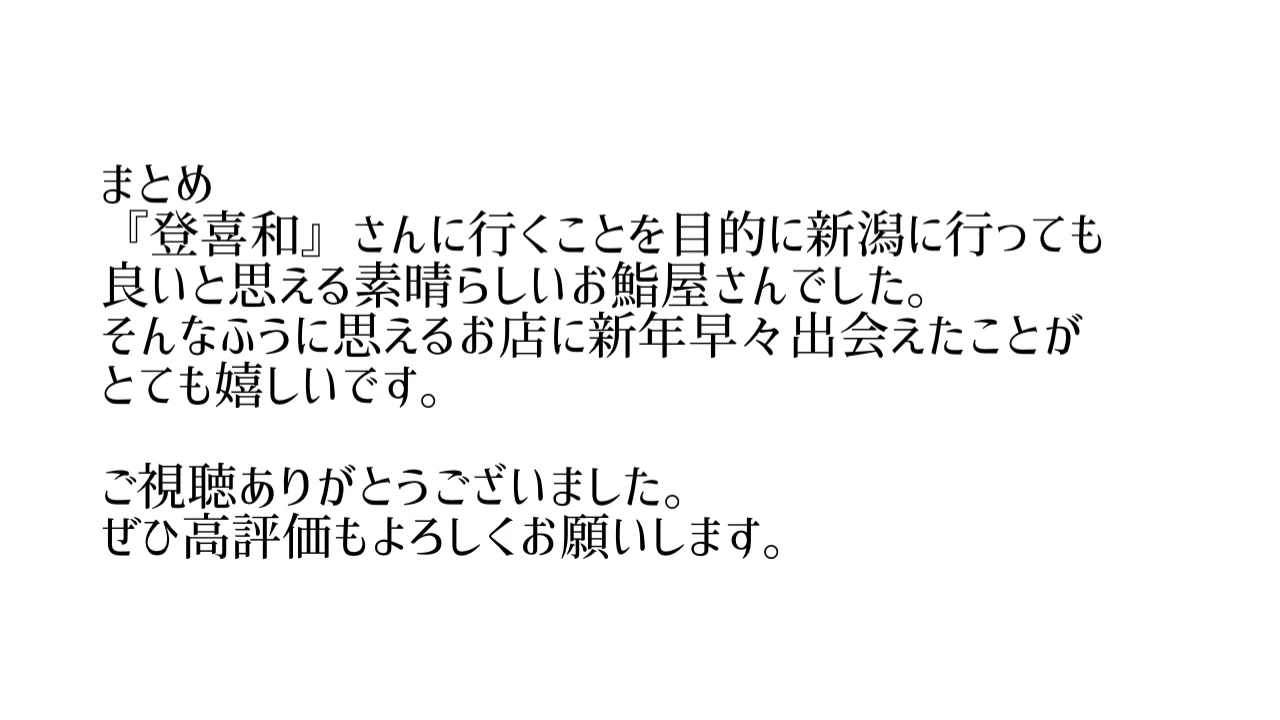 まとめ
『登喜和』さんに行くことを目的に新潟に行っても
良いと思える素晴らしいお鮨屋さんでした。
そんなふうに思えるお店に新年早々出会えたことが
とても嬉しいです。
ご視聴ありがとうございました。
ぜひ高評価もよろしくお願いします。